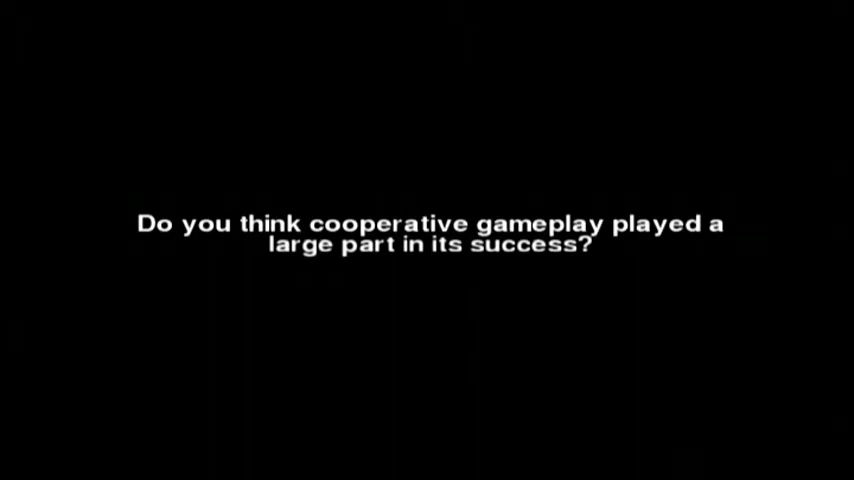 Do you think cooperative gameplay played a
large part in its success?